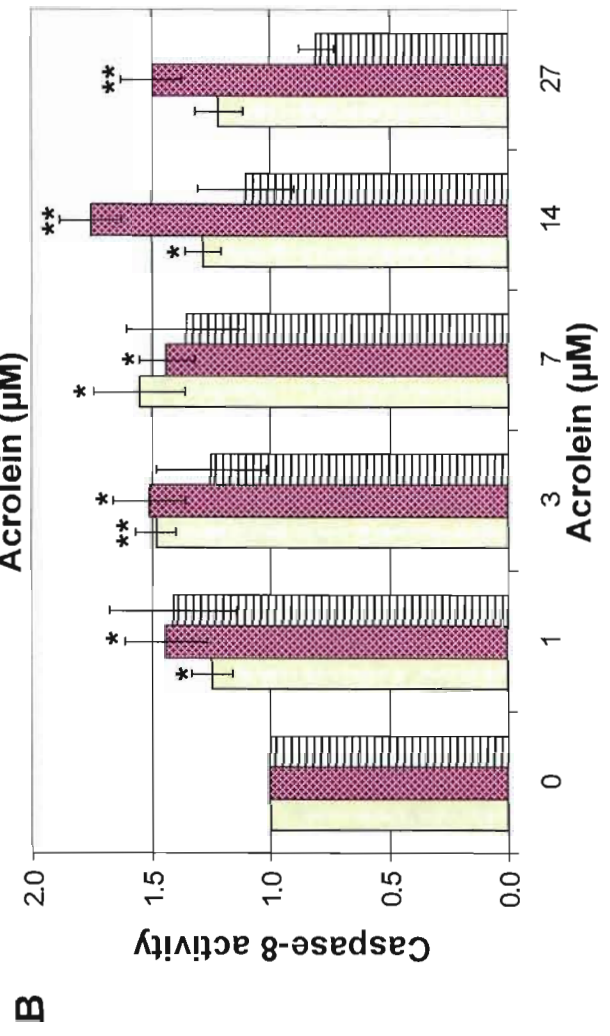 Acrolein (µM)
B
Caspase-8 activity
2.0
1.5
1.0
0.5
0.0
* * ** * * * * ** **
0 1 3 7 14 27
Acrolein (µM)